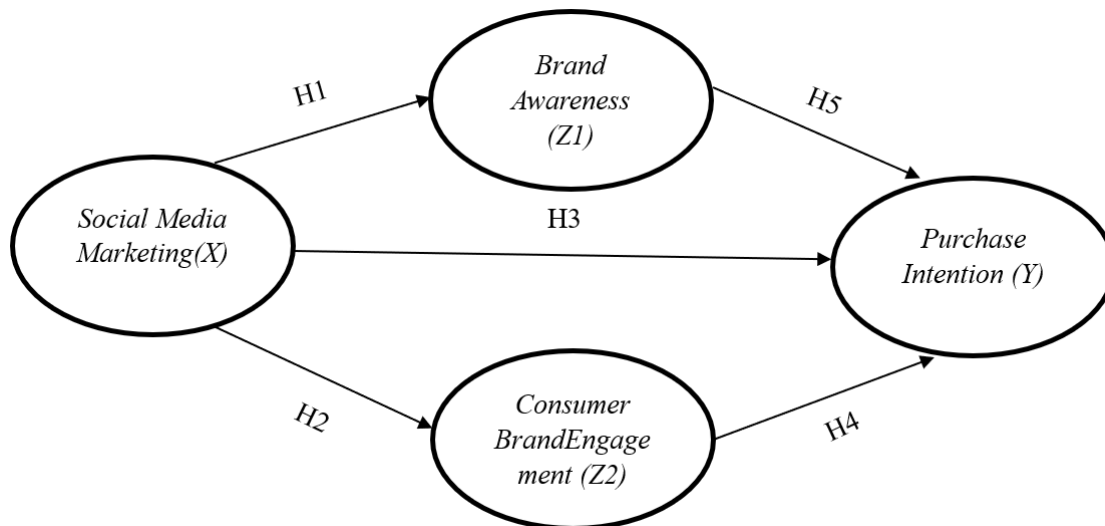 Brand
Awareness
(Z1)
H1
H5
Social Media
Marketing(X)
H3
Purchase
Intention (Y)
H2
Consumer
BrandEngage
ment (Z2)
H4